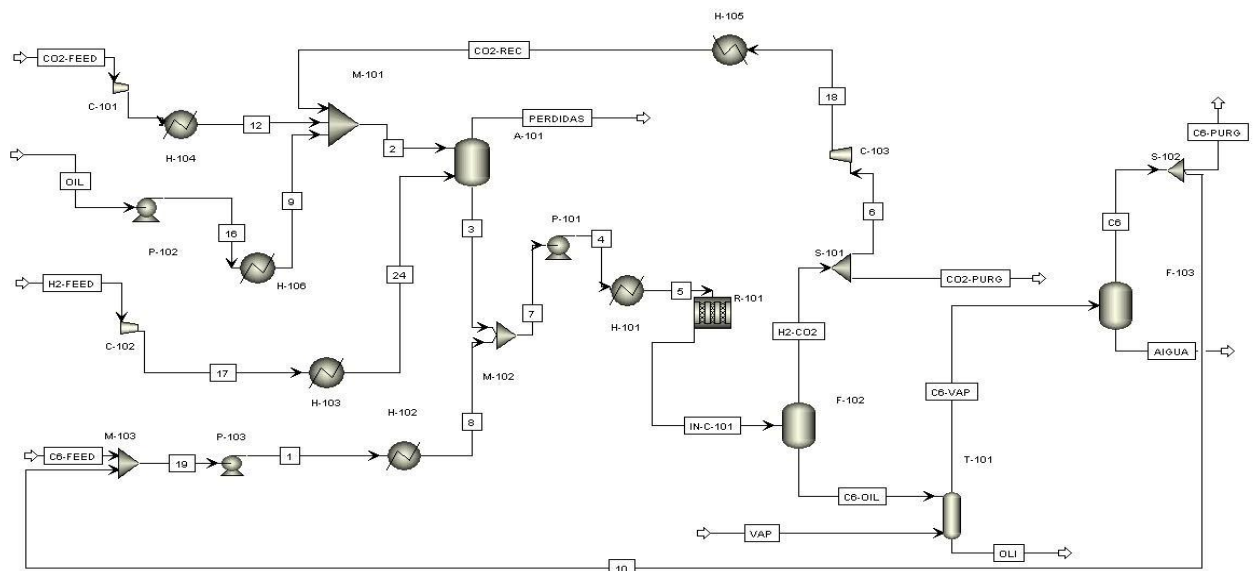 H-105
CO2-FEED
CO2-REC
M-101
C-101
18
PERDIDAS
12
A-101
C6-PURG
2
H-104
C-103
S-102
OIL
9
6
P-101
C6
16
3
4
P-102
S-101
24
F-103
H-106
CO2-PURG
H2-FEED
5
R-101
7
H-101
H2-CO2
C-102
AIGUA
17
M-102
C6-VAP
H-103
H-102
F-102
8
IN-C-101
M-103
P-103
C6-FEED
19
1
T-101
C6-OIL
VAP
OLI
10